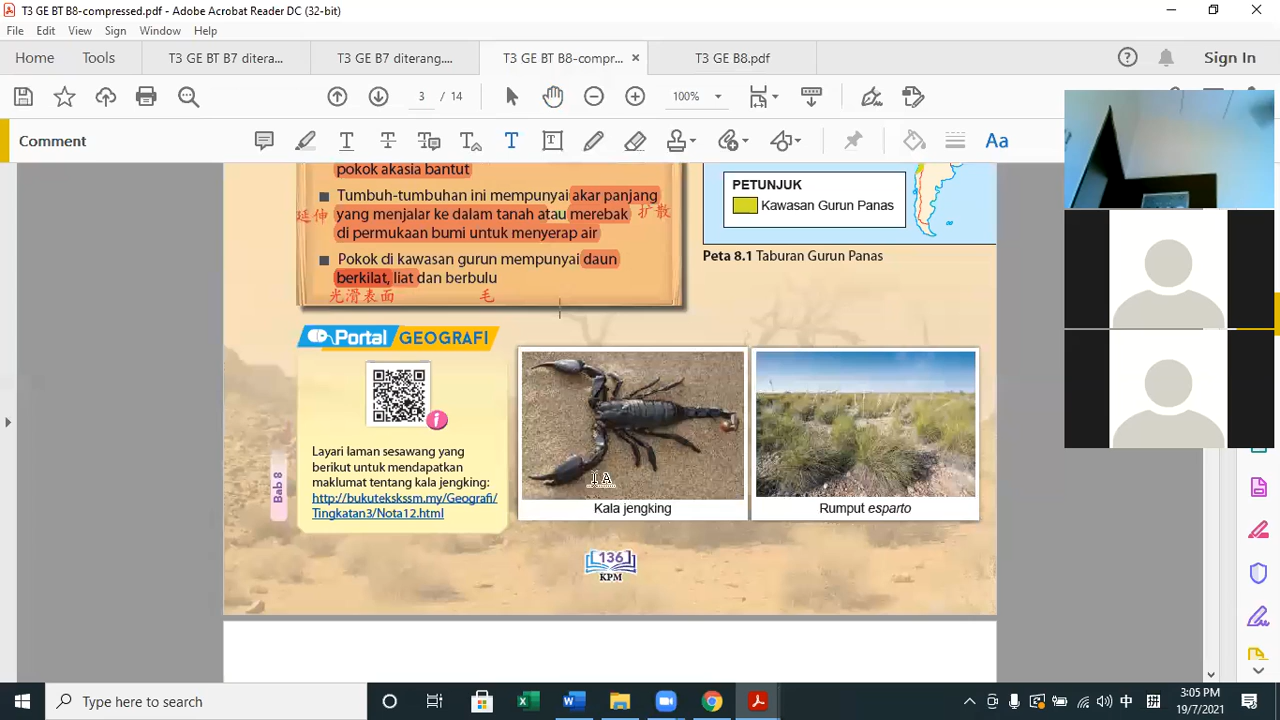 T3 GE BT B8-compressed.pdf - Adobe Acrobat Reader DC (32-bit)
File Edit View Sign Window Help
Home Tools T3 GE BT B7 ditera... T3 GE B7 diterang.... T3 GE BT B8-compr... T3 GE B8.pdf Sign In
3 / 14 100%
Comment Aa
pokok akasia bantut
Tumbuh-tumbuhan ini mempunyai akar panjang
延伸 yang menjalar ke dalam tanah atau merebak 扩散
di permukaan bumi untuk menyerap air
Pokok di kawasan gurun mempunyai daun
berkilat, liat dan berbulu
光滑表面 毛
PETUNJUK
Kawasan Gurun Panas
Peta 8.1 Taburan Gurun Panas
Portal GEOGRAFI
Layari laman sesawang yang
berikut untuk mendapatkan
maklumat tentang kala jengking:
http://bukutekskssm.my/Geografi/
Tingkatan3/Nota12.html
Bab 8
Kala jengking
Rumput esparto
136
KPM
Type here to search
中 拼
3:05 PM
19/7/2021